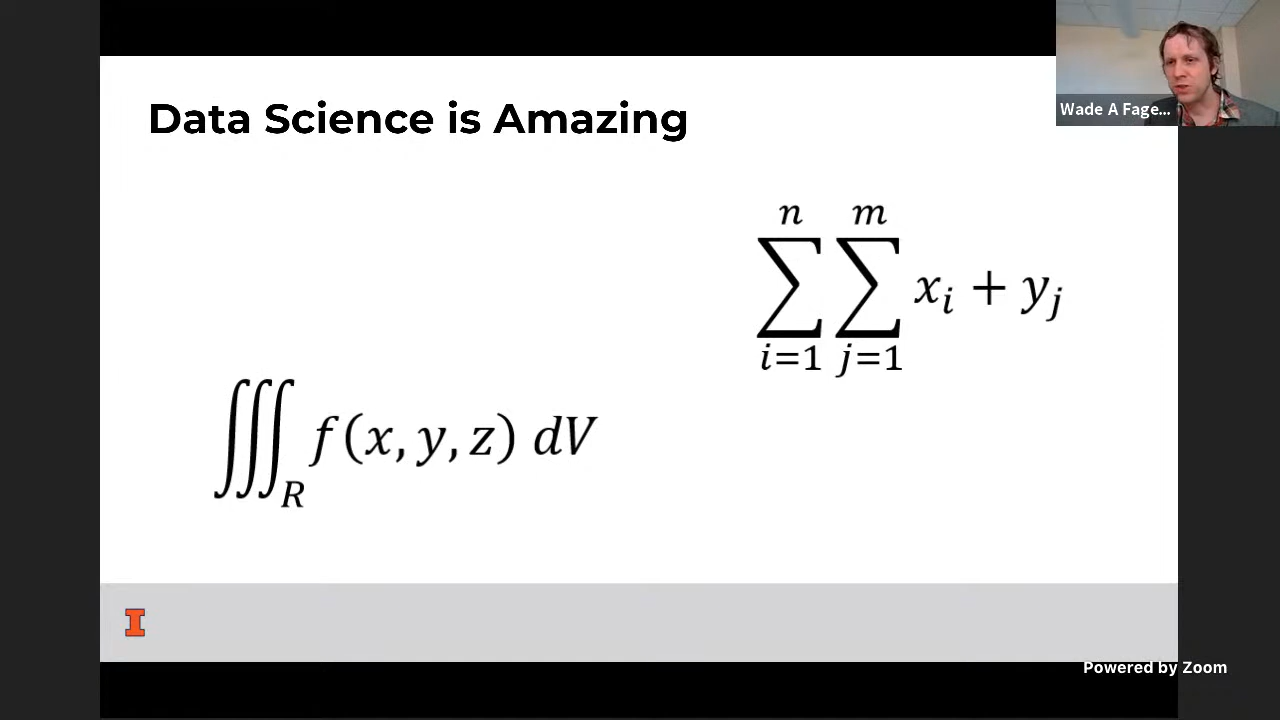 Data Science is Amazing
Wade A Fage...
n m
∑ ∑ xᵢ + yⱼ
i=1 j=1
∭_R f(x, y, z) dV
I
Powered by Zoom